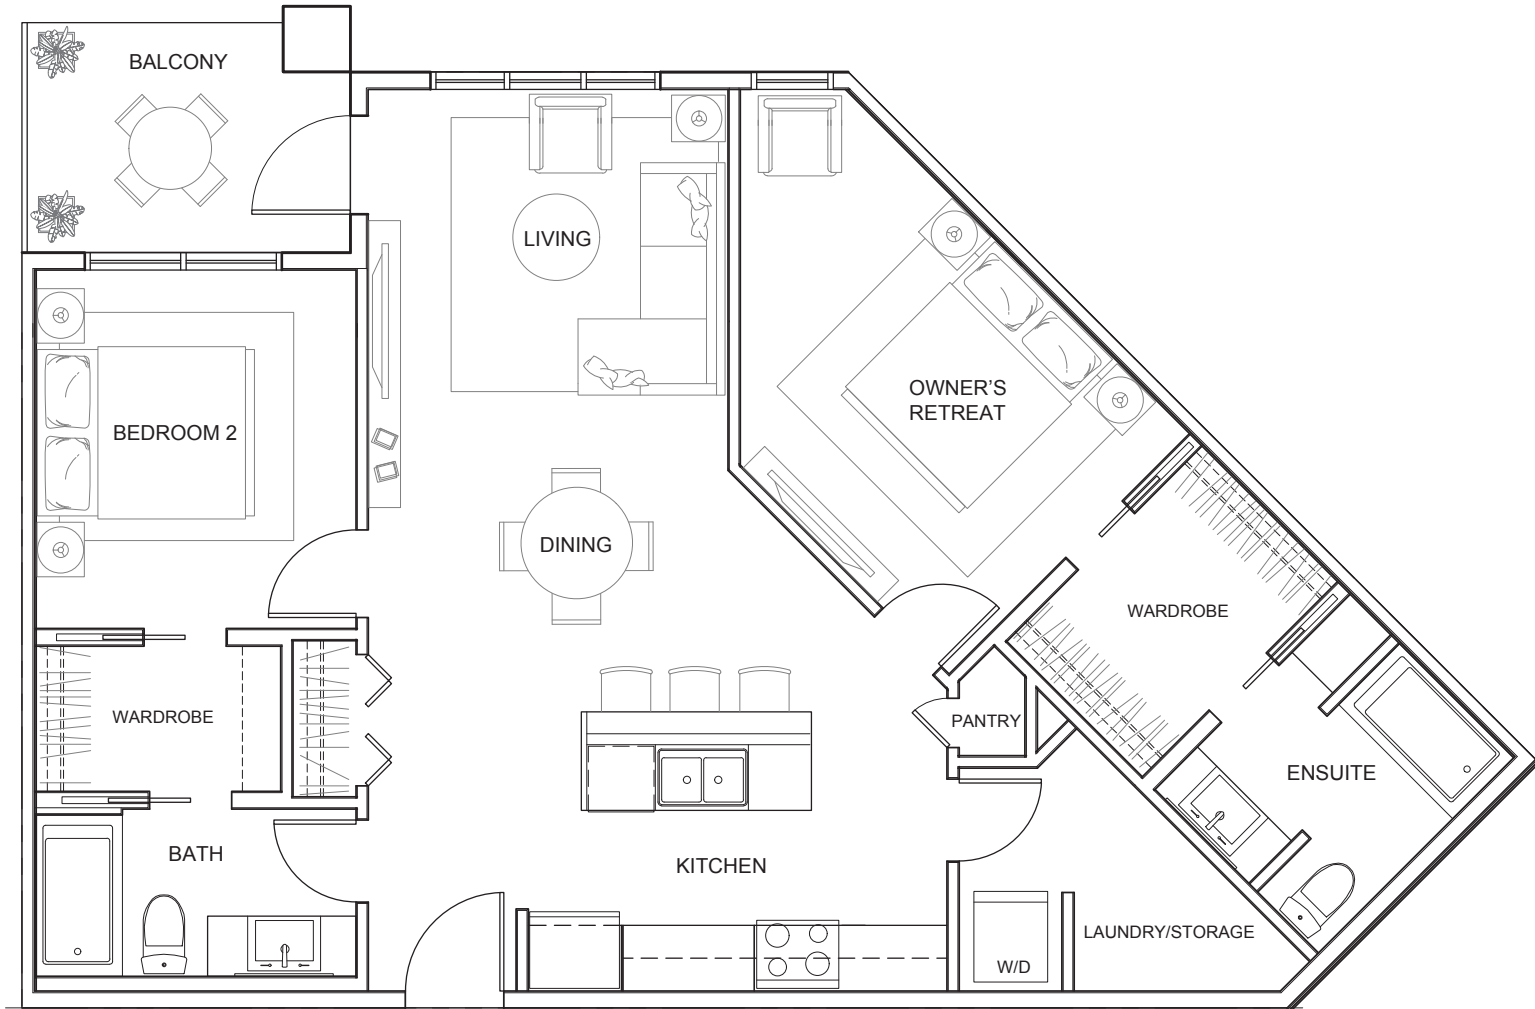 BALCONY
LIVING
OWNER'S
RETREAT
BEDROOM 2
DINING
WARDROBE
WARDROBE
PANTRY
ENSUITE
BATH
KITCHEN
LAUNDRY/STORAGE
W/D